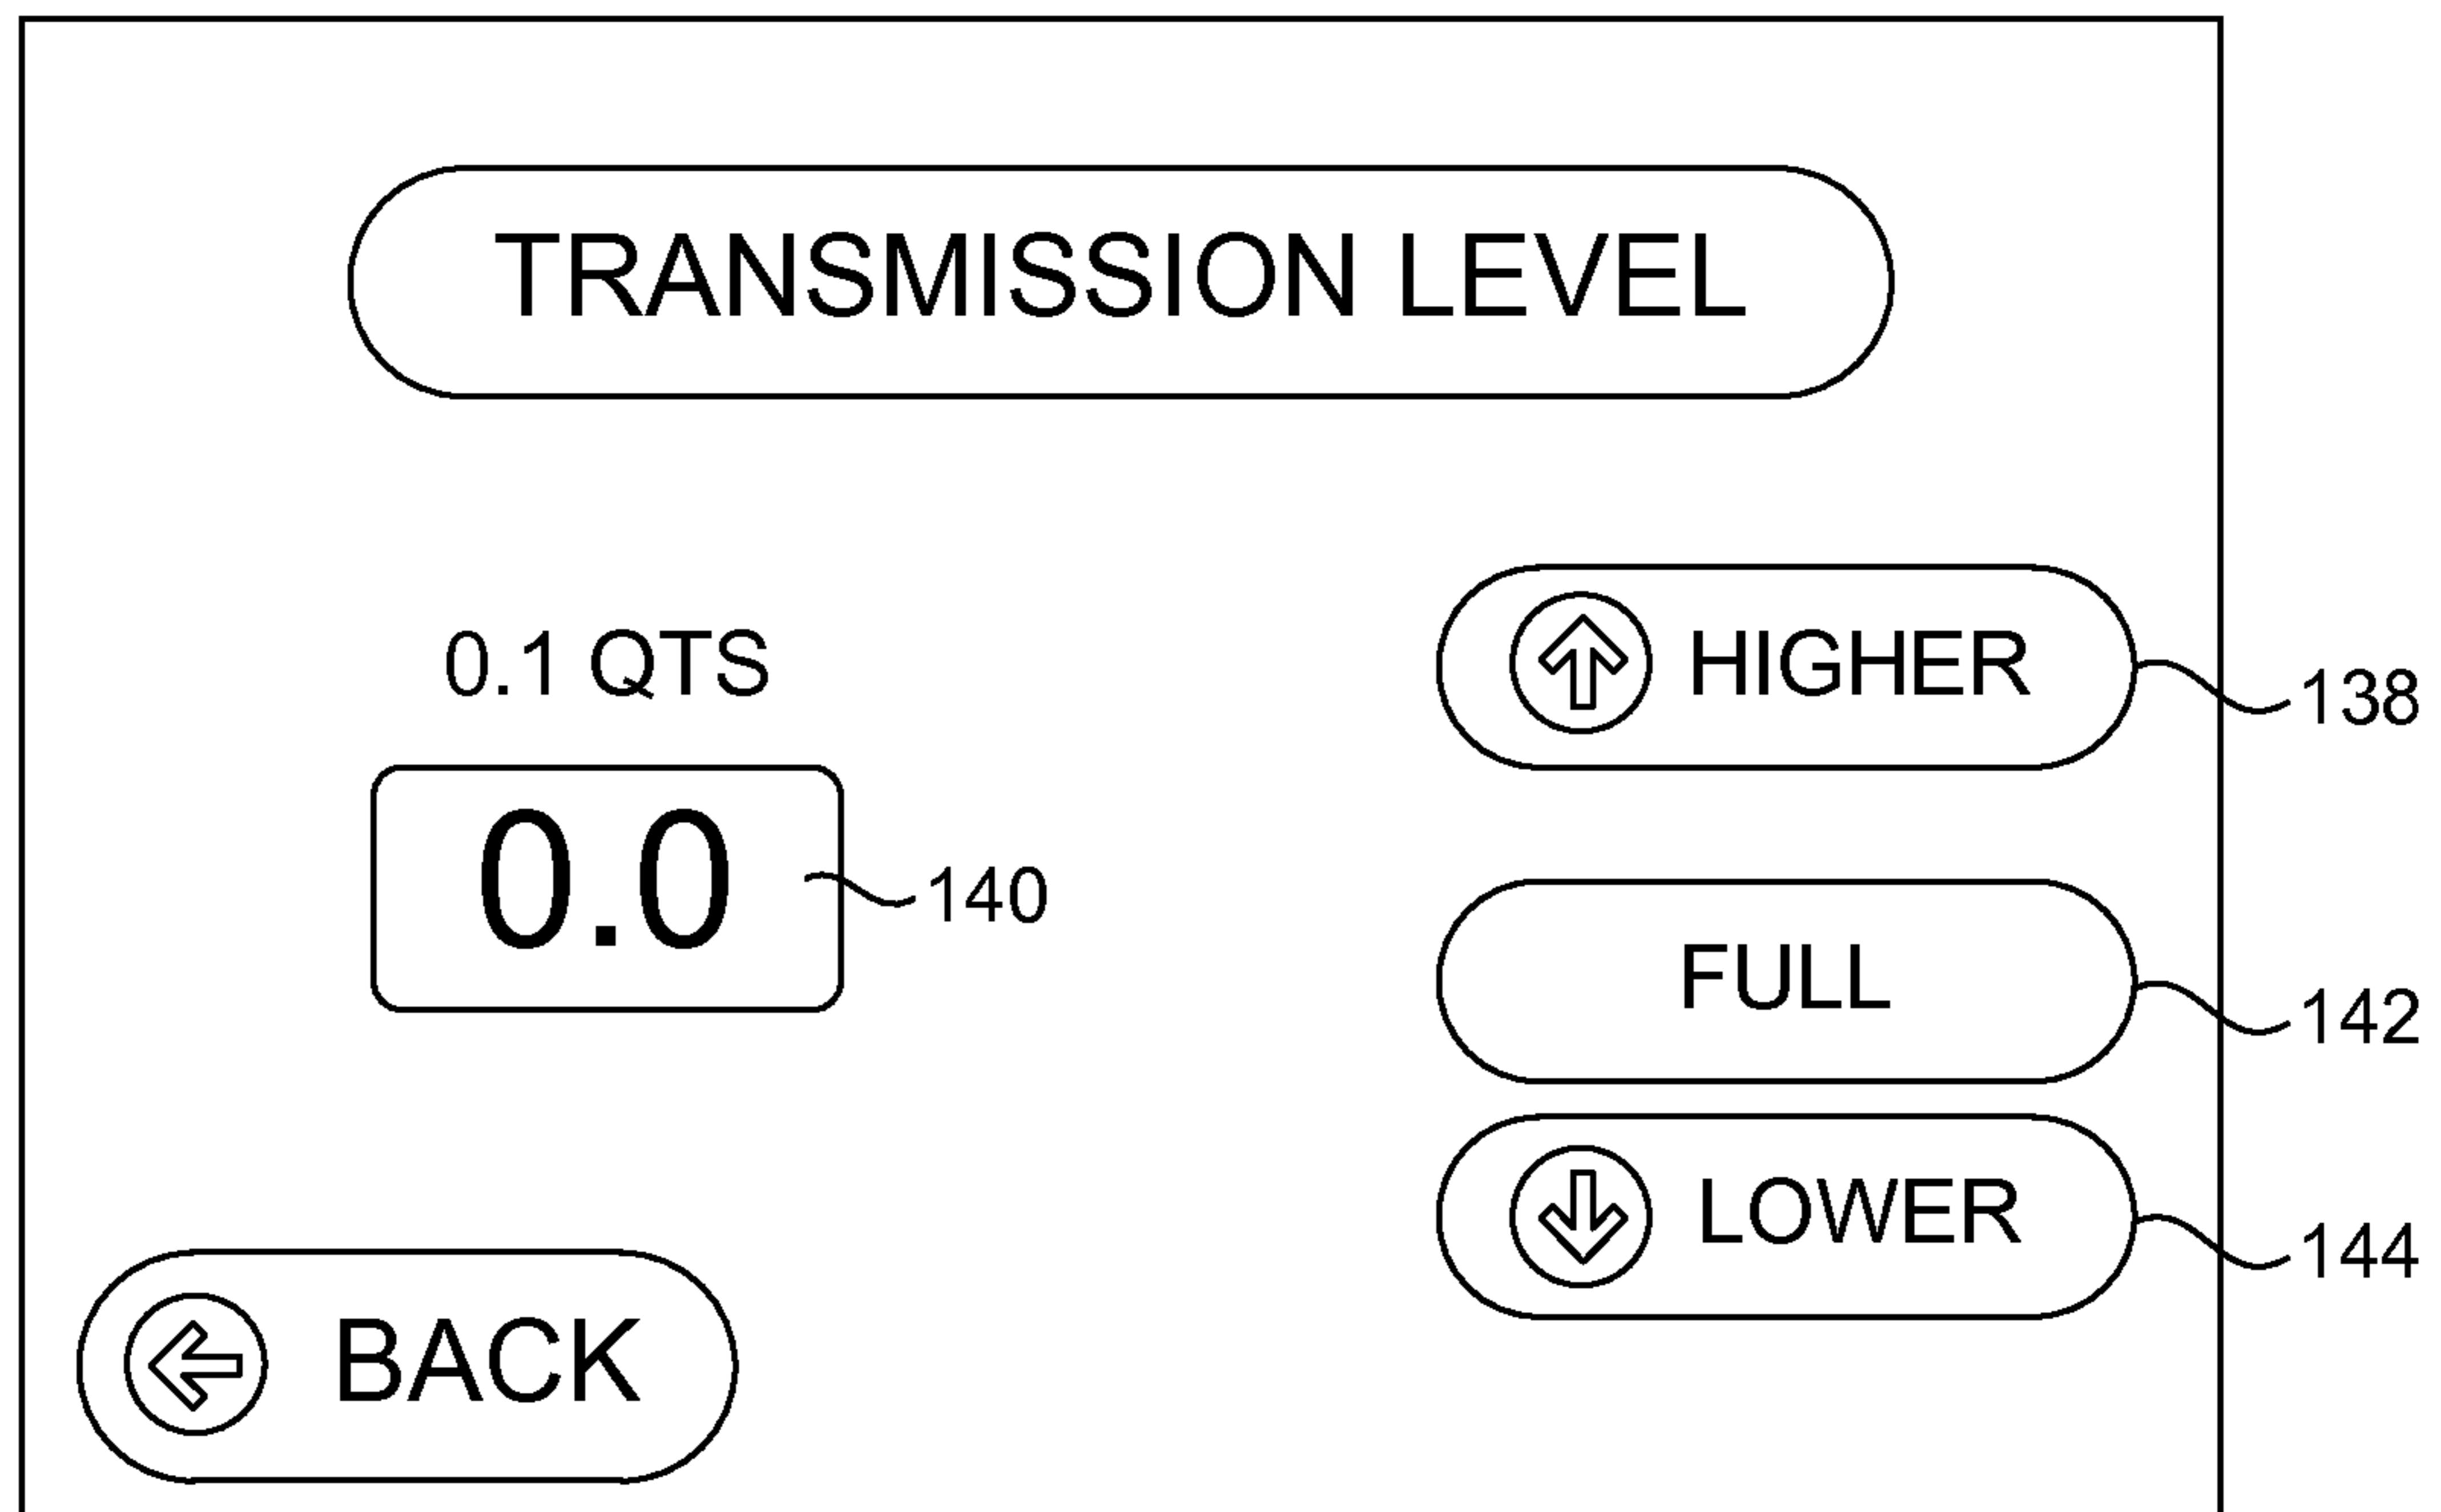 TRANSMISSION LEVEL
0.1 QTS
0.0
140
HIGHER
138
FULL
142
LOWER
144
BACK